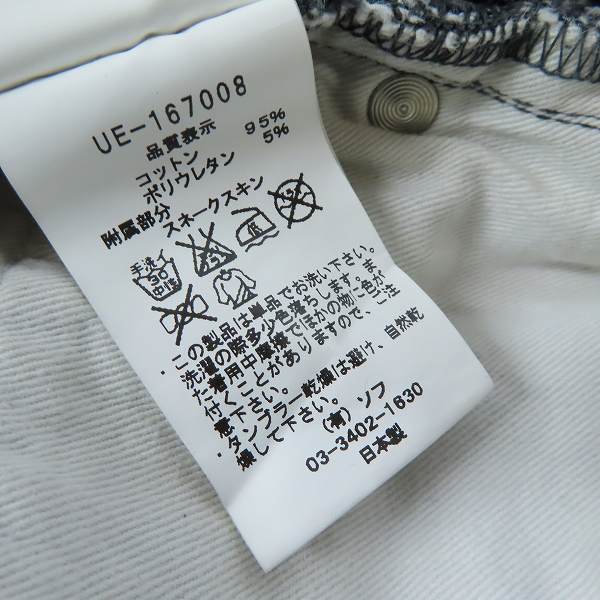 UE-167008
品質表示
コットン 95%
ポリウレタン 5%
附属部分
スネークスキン
手洗イ
30
中性
・この製品は単品でお洗い下さい。
洗濯の際多少色落ちします。ま
た着用中摩擦でほかの物に色が
付くことがありますので、ご注
意下さい。
・タンブラー乾燥は避け、自然乾
燥して下さい。
(有) ソフ
03-3402-1630
日本製